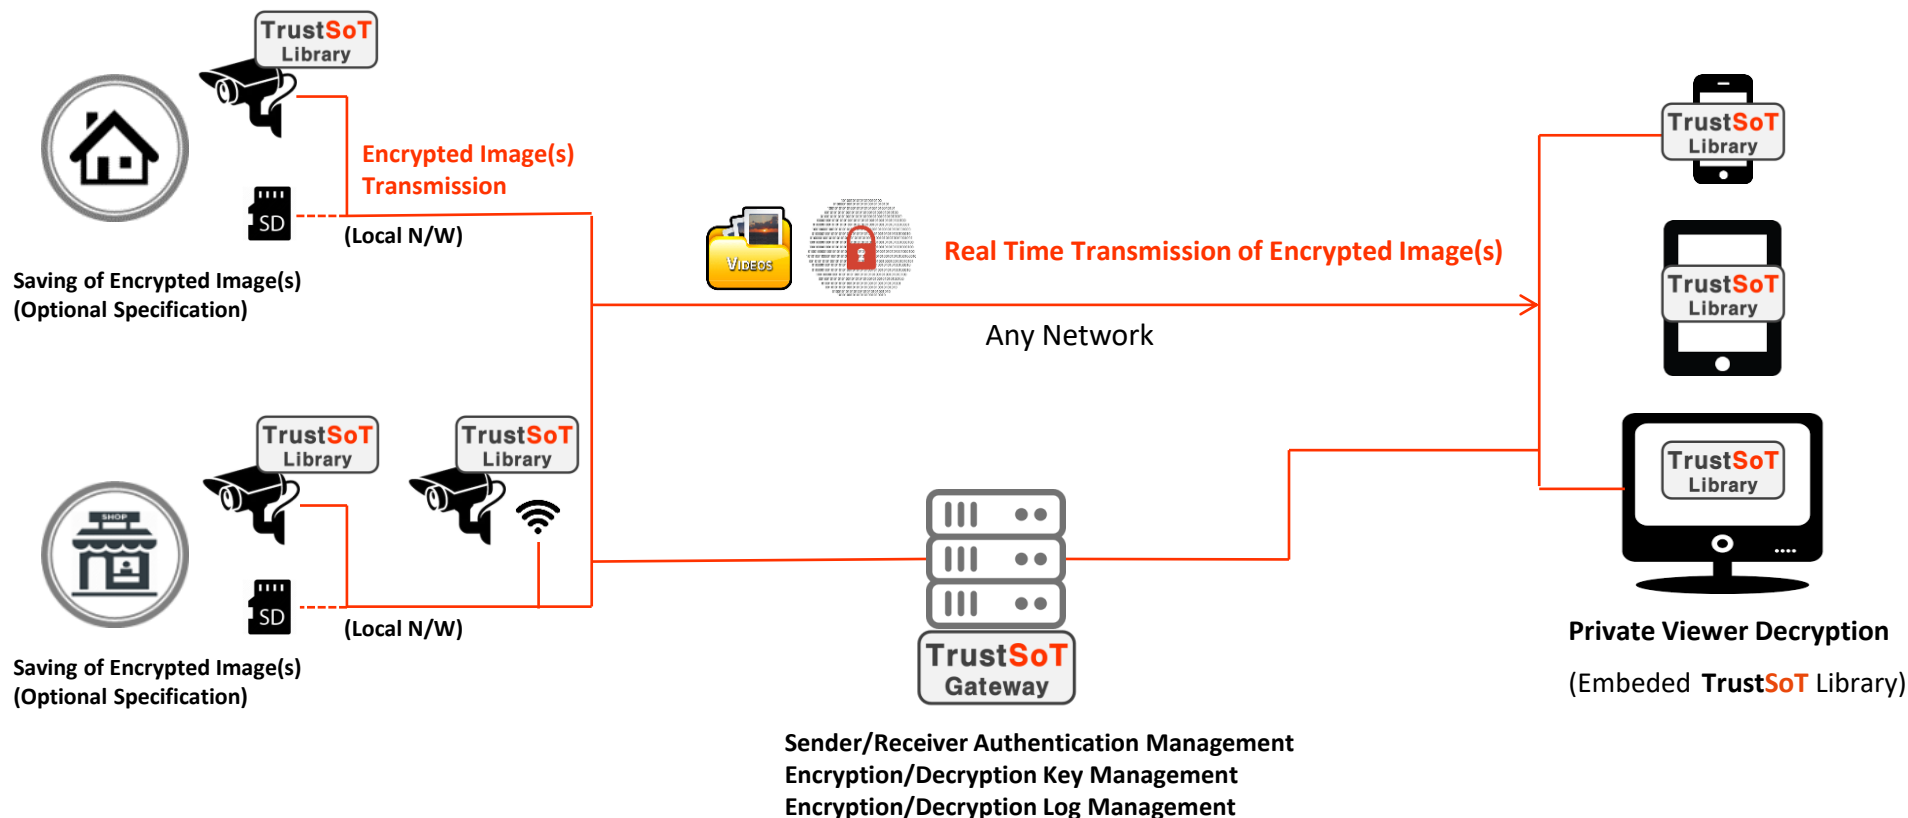 TrustSoT
Library
Encrypted Image(s)
Transmission
SD
(Local N/W)
Saving of Encrypted Image(s)
(Optional Specification)
VIDEOS
Real Time Transmission of Encrypted Image(s)
Any Network
TrustSoT
Library
TrustSoT
Library
TrustSoT
Library
TrustSoT
Library
SHOP
SD
(Local N/W)
Saving of Encrypted Image(s)
(Optional Specification)
TrustSoT
Gateway
Sender/Receiver Authentication Management
Encryption/Decryption Key Management
Encryption/Decryption Log Management
TrustSoT
Library
Private Viewer Decryption
(Embeded TrustSoT Library)